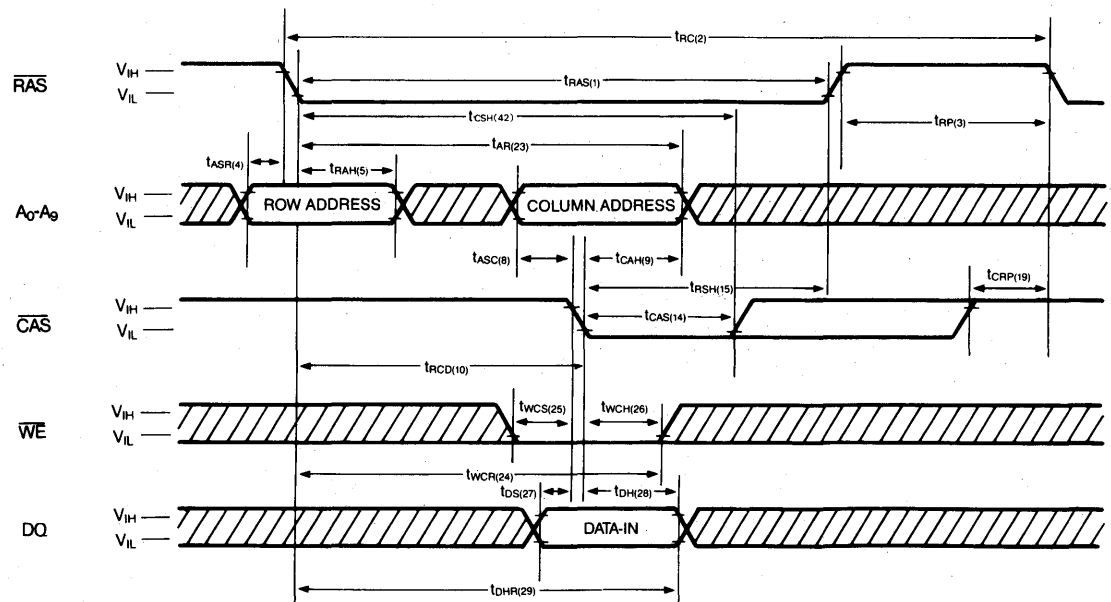 tRC(2)
RAS VIH
VIL
tRAS(1)
tCSH(42)
tRP(3)
tAR(23)
tASR(4) tRAH(5)
A0-A9 VIH
VIL
ROW ADDRESS COLUMN ADDRESS
tASC(8) tCAH(9)
tRSH(15) tCRP(19)
CAS VIH
VIL
tCAS(14)
tRCD(10)
WE VIH
VIL
tWCS(25) tWCH(26)
tWCR(24)
tDS(27) tDH(28)
DQ VIH
VIL
DATA-IN
tDHR(29)